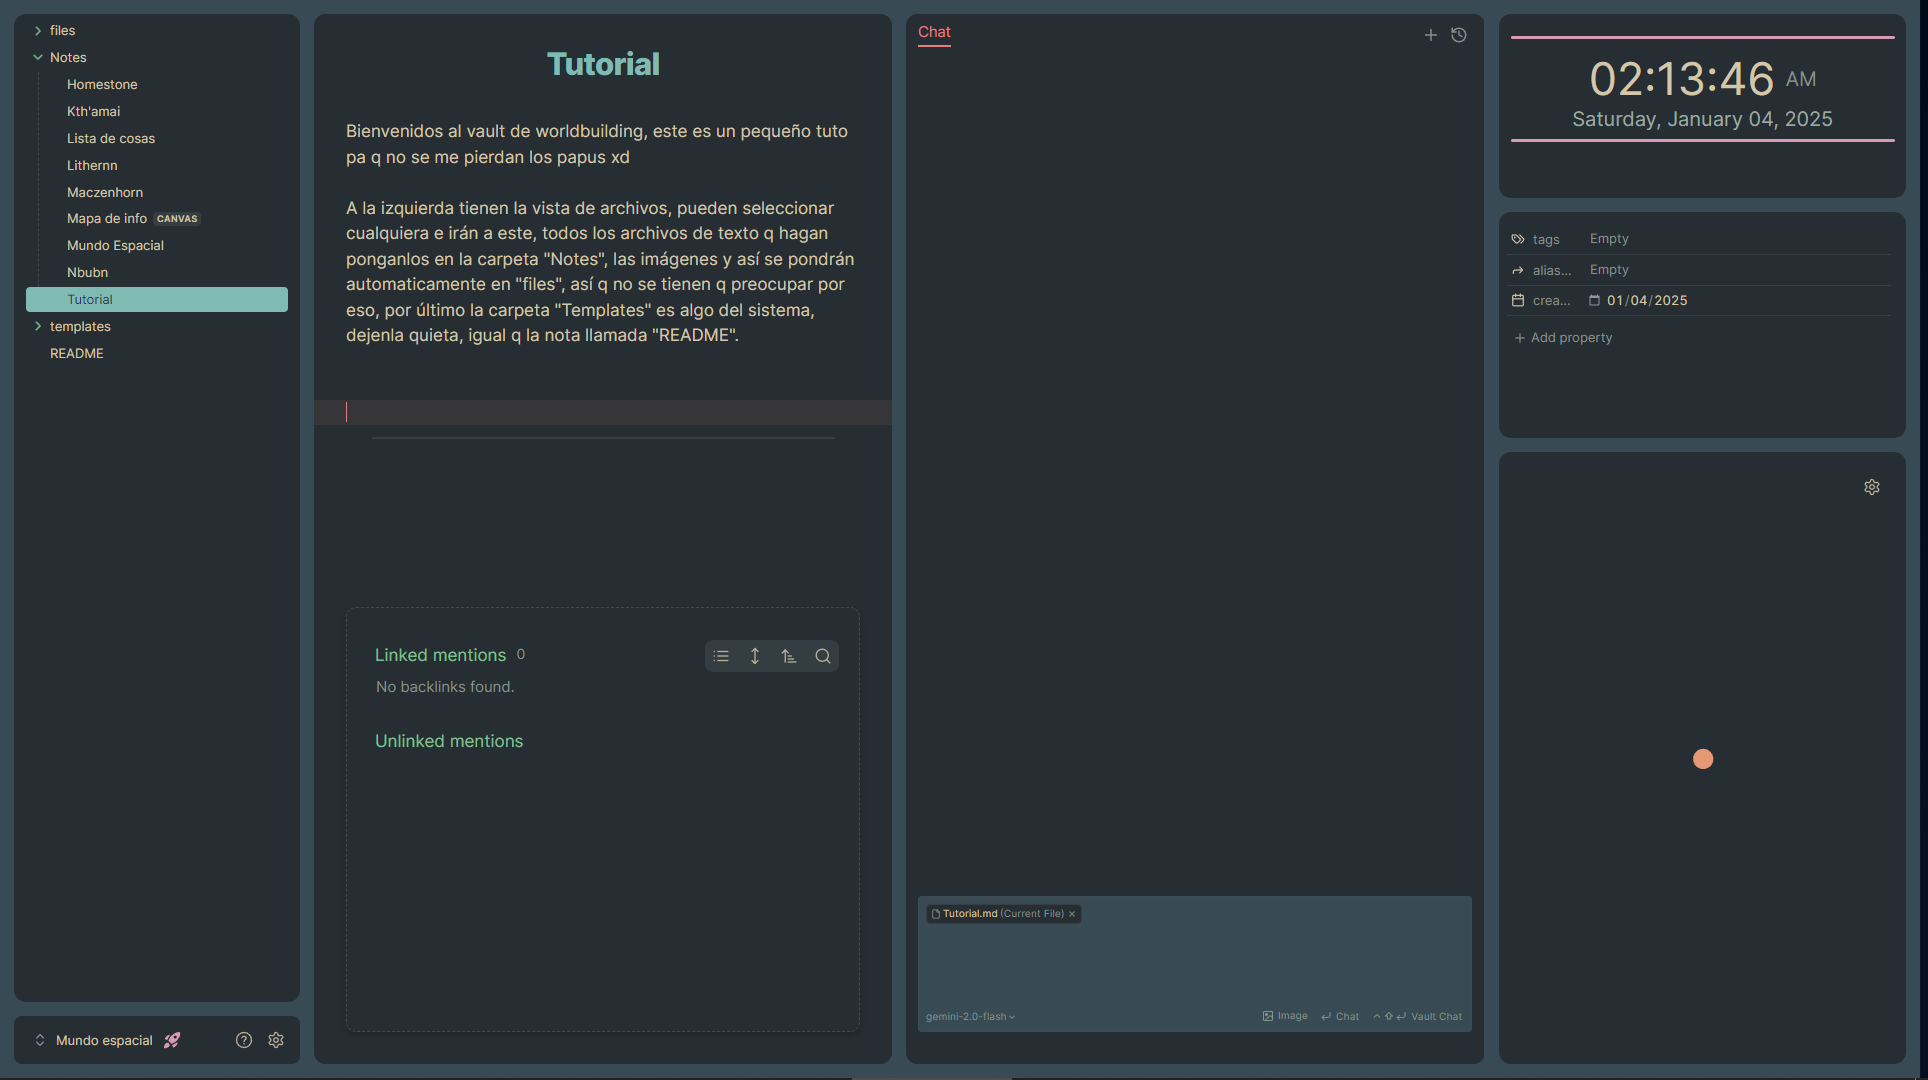 files
Notes
Homestone
Kth'amai
Lista de cosas
Lithernn
Maczenhorn
Mapa de info CANVAS
Mundo Espacial
Nbubn
Tutorial
templates
README
Mundo espacial
Tutorial
Bienvenidos al vault de worldbuilding, este es un pequeño tuto
pa q no se me pierdan los papus xd
A la izquierda tienen la vista de archivos, pueden seleccionar
cualquiera e irán a este, todos los archivos de texto q hagan
ponganlos en la carpeta "Notes", las imágenes y así se pondrán
automaticamente en "files", así q no se tienen q preocupar por
eso, por último la carpeta "Templates" es algo del sistema,
dejenla quieta, igual q la nota llamada "README".
Linked mentions 0
No backlinks found.
Unlinked mentions
Chat
Tutorial.md (Current File)
gemini-2.0-flash
Image Chat Vault Chat
02:13:46 AM
Saturday, January 04, 2025
tags Empty
alias... Empty
crea... 01/04/2025
Add property